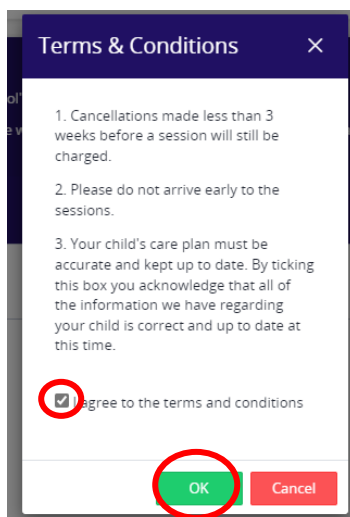 Terms & Conditions
1. Cancellations made less than 3
weeks before a session will still be
charged.
2. Please do not arrive early to the
sessions.
3. Your child's care plan must be
accurate and kept up to date. By ticking
this box you acknowledge that all of
the information we have regarding
your child is correct and up to date at
this time.
I agree to the terms and conditions
OK Cancel